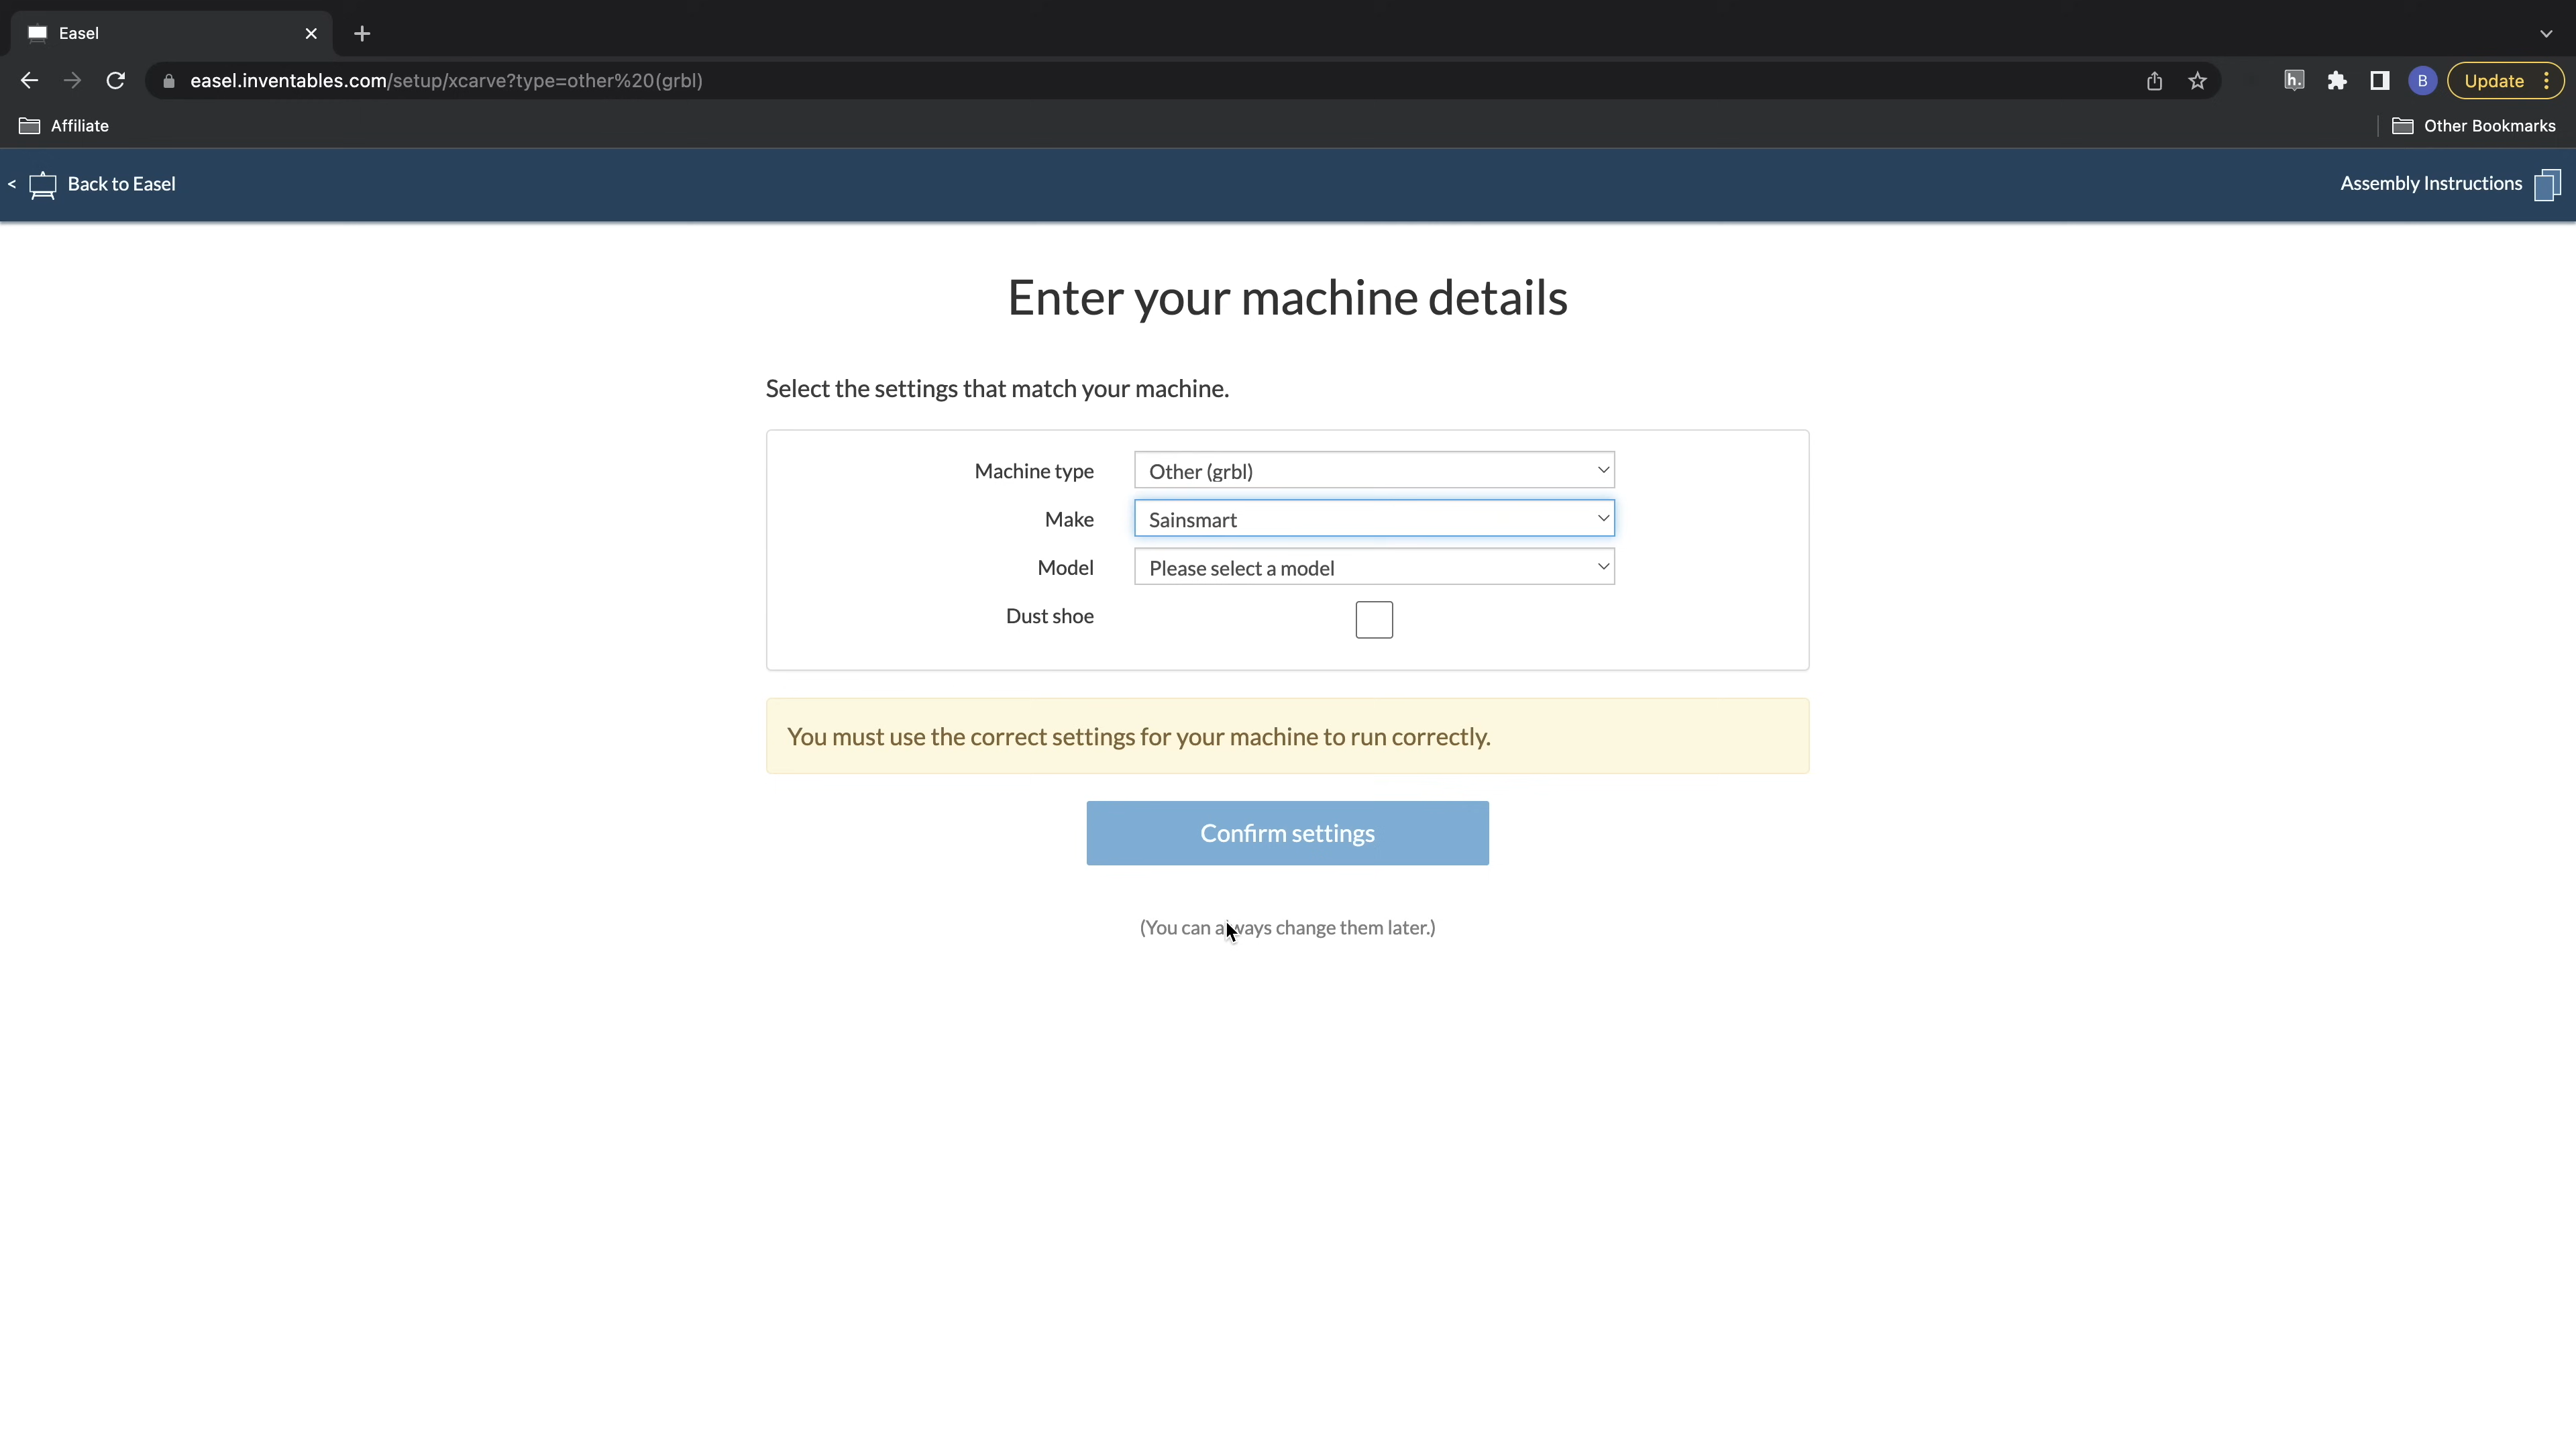 Easel
easel.inventables.com/setup/xcarve?type=other%20(grbl)
h.
B
Update
Affiliate
Other Bookmarks
< Back to Easel
Assembly Instructions
Enter your machine details
Select the settings that match your machine.
Machine type Other (grbl)
Make Sainsmart
Model Please select a model
Dust shoe
You must use the correct settings for your machine to run correctly.
Confirm settings
(You can always change them later.)